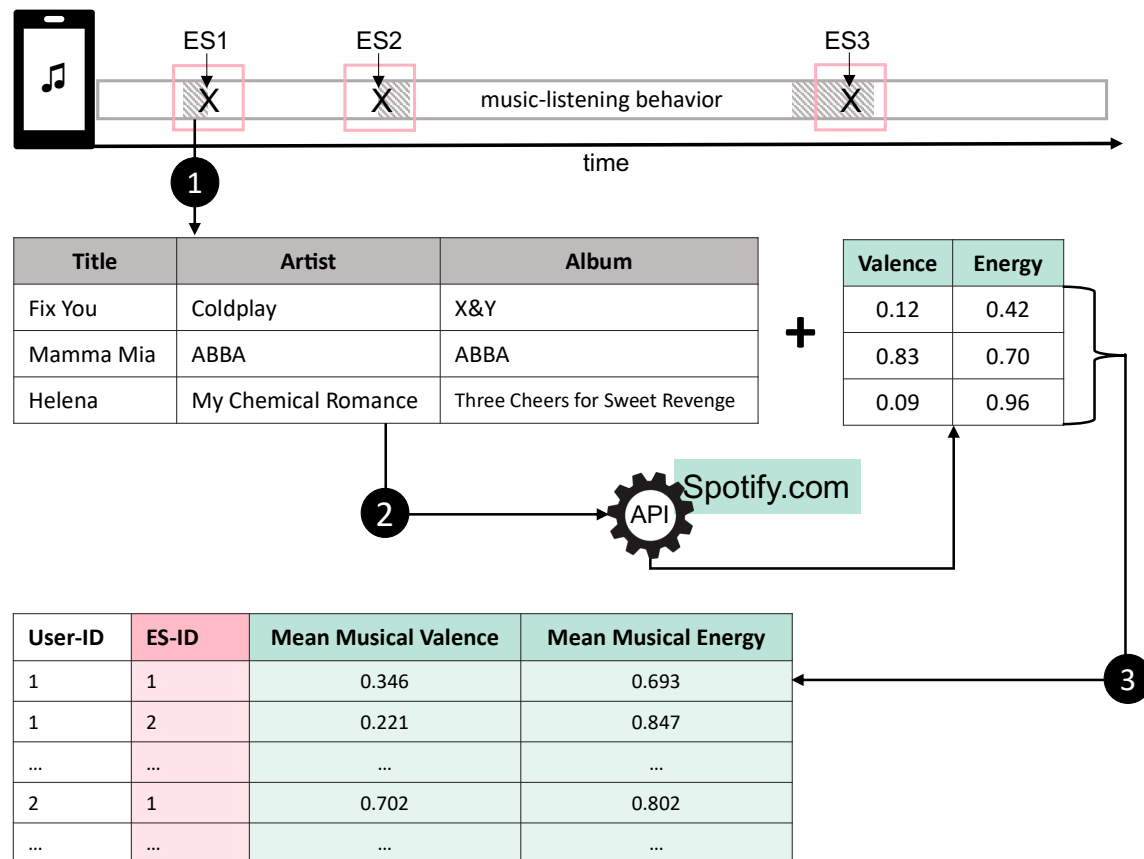 ES1 ES2 ES3
X X music-listening behavior X
time
1
Title Artist Album
Fix You Coldplay X&Y
Mamma Mia ABBA ABBA
Helena My Chemical Romance Three Cheers for Sweet Revenge
+
Valence Energy
0.12 0.42
0.83 0.70
0.09 0.96
Spotify.com
2 API
User-ID ES-ID Mean Musical Valence Mean Musical Energy
1 1 0.346 0.693
1 2 0.221 0.847
... ... ... ...
2 1 0.702 0.802
... ... ... ...
3